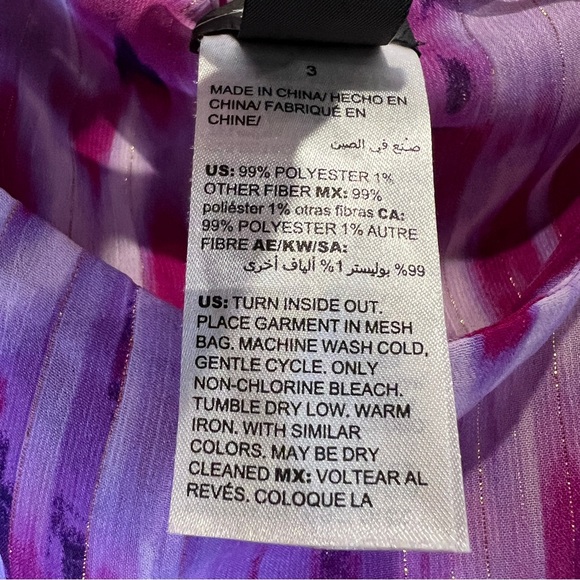 3
MADE IN CHINA/ HECHO EN
CHINA/ FABRIQUÉ EN
CHINE/
صنع في الصين
US: 99% POLYESTER 1%
OTHER FIBER MX: 99%
poliéster 1% otras fibras CA:
99% POLYESTER 1% AUTRE
FIBRE AE/KW/SA:
99% بوليستر 1% ألياف أخرى
US: TURN INSIDE OUT.
PLACE GARMENT IN MESH
BAG. MACHINE WASH COLD,
GENTLE CYCLE. ONLY
NON-CHLORINE BLEACH.
TUMBLE DRY LOW. WARM
IRON. WITH SIMILAR
COLORS. MAY BE DRY
CLEANED MX: VOLTEAR AL
REVÉS. COLOQUE LA